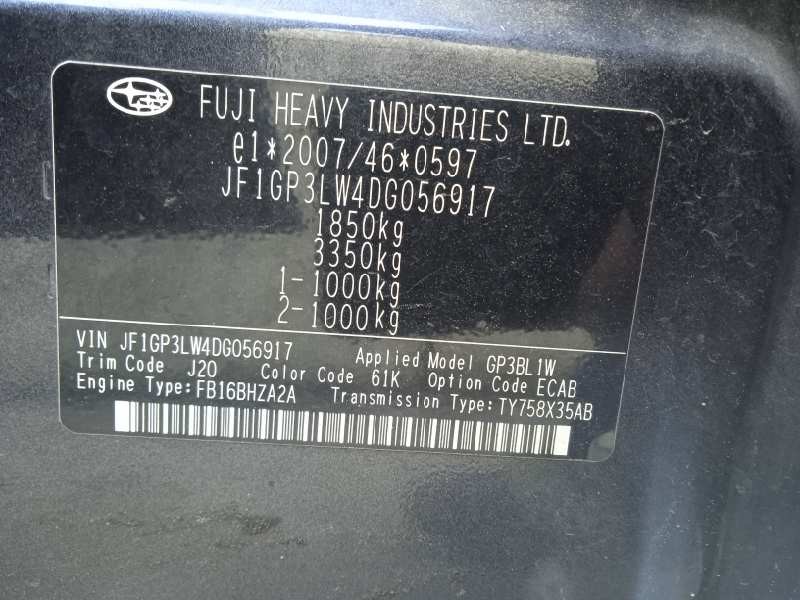 FUJI HEAVY INDUSTRIES LTD.
e1*2007/46*0597
JF1GP3LW4DG056917
1850kg
3350kg
1-1000kg
2-1000kg
VIN JF1GP3LW4DG056917 Applied Model GP3BL1W
Trim Code J20 Color Code 61K Option Code ECAB
Engine Type:FB16BHZA2A Transmission Type:TY758X35AB